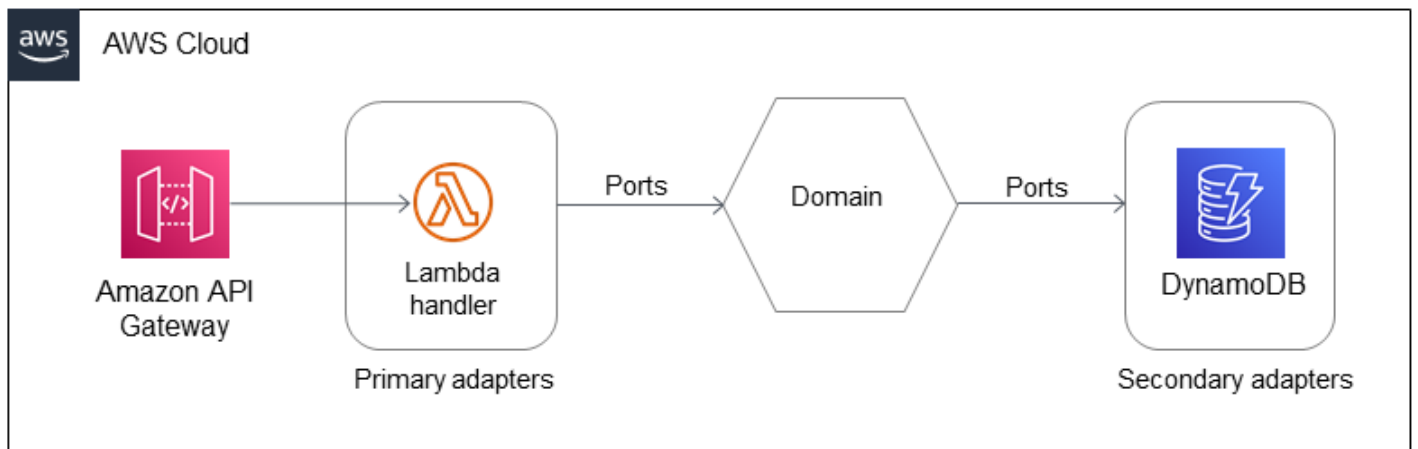 aws
AWS Cloud
Ports
Ports
Domain
Lambda
handler
Amazon API
Gateway
DynamoDB
Primary adapters
Secondary adapters